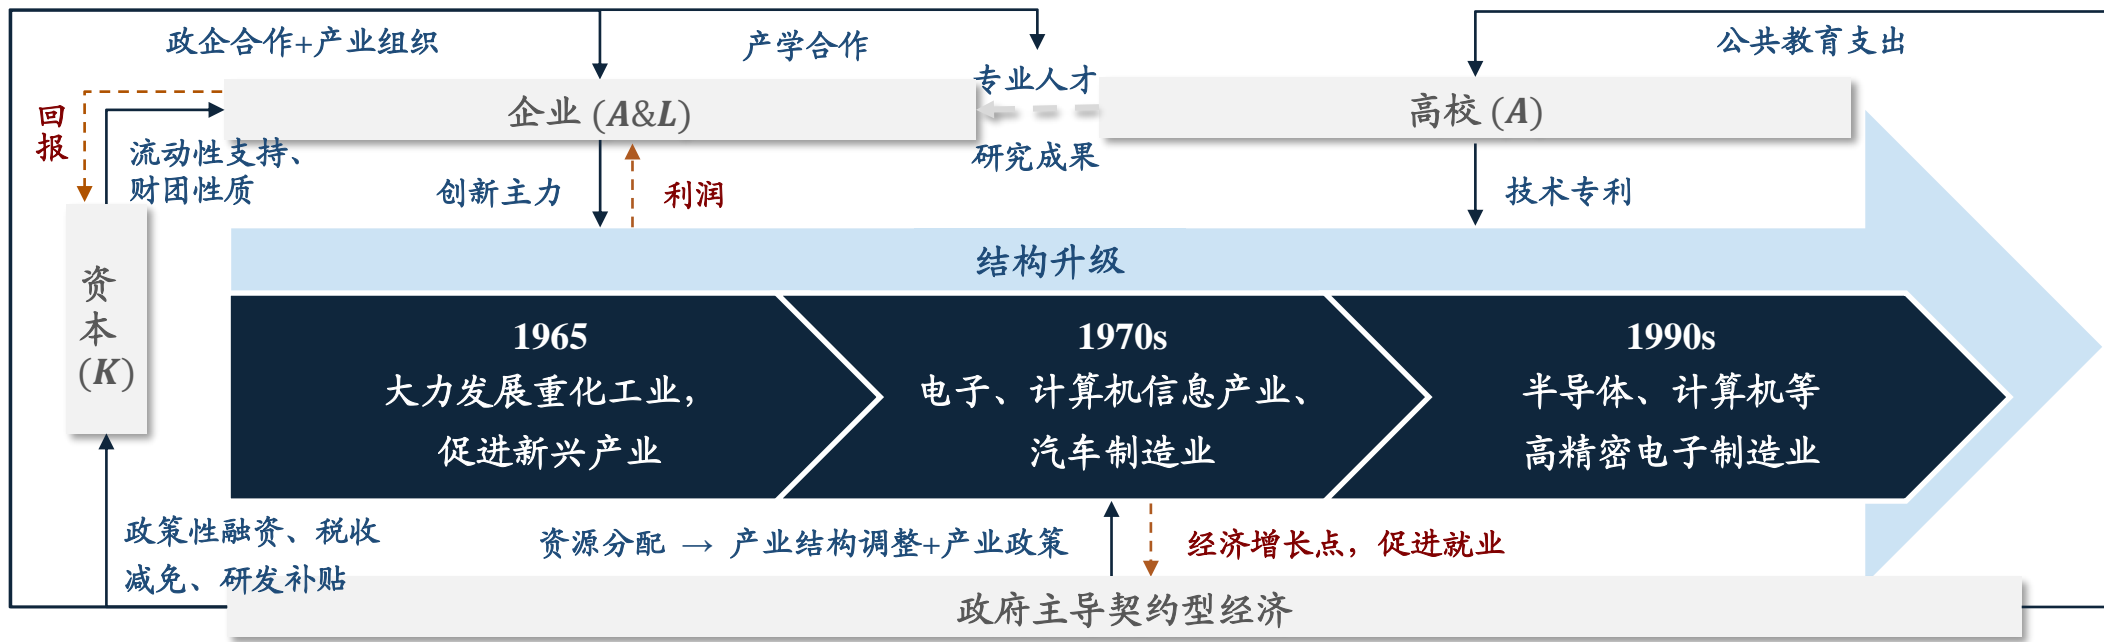 政企合作+产业组织
产学合作
公共教育支出
专业人才
企业 (A&L)
高校 (A)
回报
流动性支持、
财团性质
研究成果
创新主力
利润
技术专利
结构升级
资本
(K)
1965
大力发展重化工业，
促进新兴产业
1970s
电子、计算机信息产业、
汽车制造业
1990s
半导体、计算机等
高精密电子制造业
政策性融资、税收
减免、研发补贴
资源分配 → 产业结构调整+产业政策
经济增长点，促进就业
政府主导契约型经济